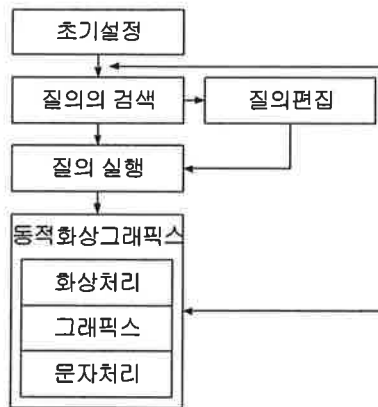 초기설정
질의의 검색
질의편집
질의 실행
동적화상그래픽스
화상처리
그래픽스
문자처리